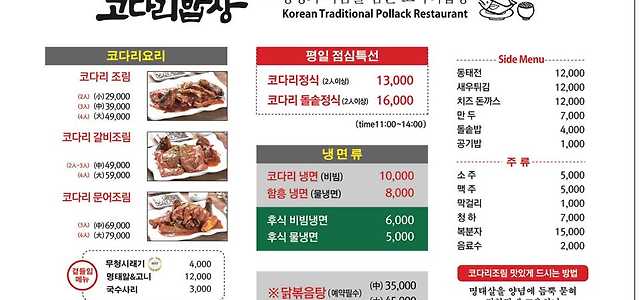 코다리밥상
Korean Traditional Pollack Restaurant
코다리요리
코다리 조림
(2人) (小) 29,000
(3人) (中) 39,000
(4人) (大) 49,000
코다리 갈비조림
(2人~3人) (中) 49,000
(4人) (大) 59,000
코다리 문어조림
(3人) (中) 69,000
(4人) (大) 79,000
곁들임 메뉴
무청시래기 4,000
명태알&고니 12,000
국수사리 3,000
평일 점심특선
코다리정식 (2人이상) 13,000
코다리 돌솥정식 (2人이상) 16,000
(time11:00~14:00)
냉면류
코다리 냉면 (비빔) 10,000
함흥 냉면 (물냉면) 8,000
후식 비빔냉면 6,000
후식 물냉면 5,000
※ 닭볶음탕 (예약필수) (中) 35,000
45,000
Side Menu
동태전 12,000
새우튀김 12,000
치즈 돈까스 12,000
만 두 7,000
돌솥밥 4,000
공기밥 1,000
주 류
소 주 5,000
맥 주 5,000
막걸리 1,000
청 하 7,000
복분자 15,000
음료수 2,000
코다리조림 맛있게 드시는 방법
명태살을 양념에 듬뿍 묻혀